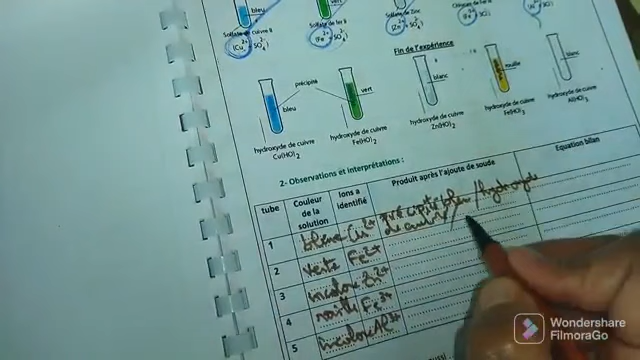 bleu
Sulfate de cuivre II
Sulfate de fer II
Sulfate de Zinc
(Cu²⁺ + SO₄²⁻)
(Fe²⁺ + SO₄²⁻)
(Zn²⁺ + SO₄²⁻)
Fin de l'expérience
précipité
bleu
vert
blanc
rouille
blanc
hydroxyde de cuivre
Cu(HO)₂
hydroxyde de cuivre
Fe(HO)₂
hydroxyde de cuivre
Zn(HO)₂
hydroxyde de cuivre
Fe(HO)₃
hydroxyde de cuivre
Al(HO)₃
2- Observations et interprétations :
tube
Couleur de la solution
Ions a identifié
Produit après l'ajoute de soude
Equation bilan
1 bleue Cu²⁺ précipité bleu / hydroxyde
de cuivre /
2 verte Fe²⁺
3 incolore Zn²⁺
4 rouille Fe³⁺
5 incolore Al³⁺
Wondershare
FilmoraGo